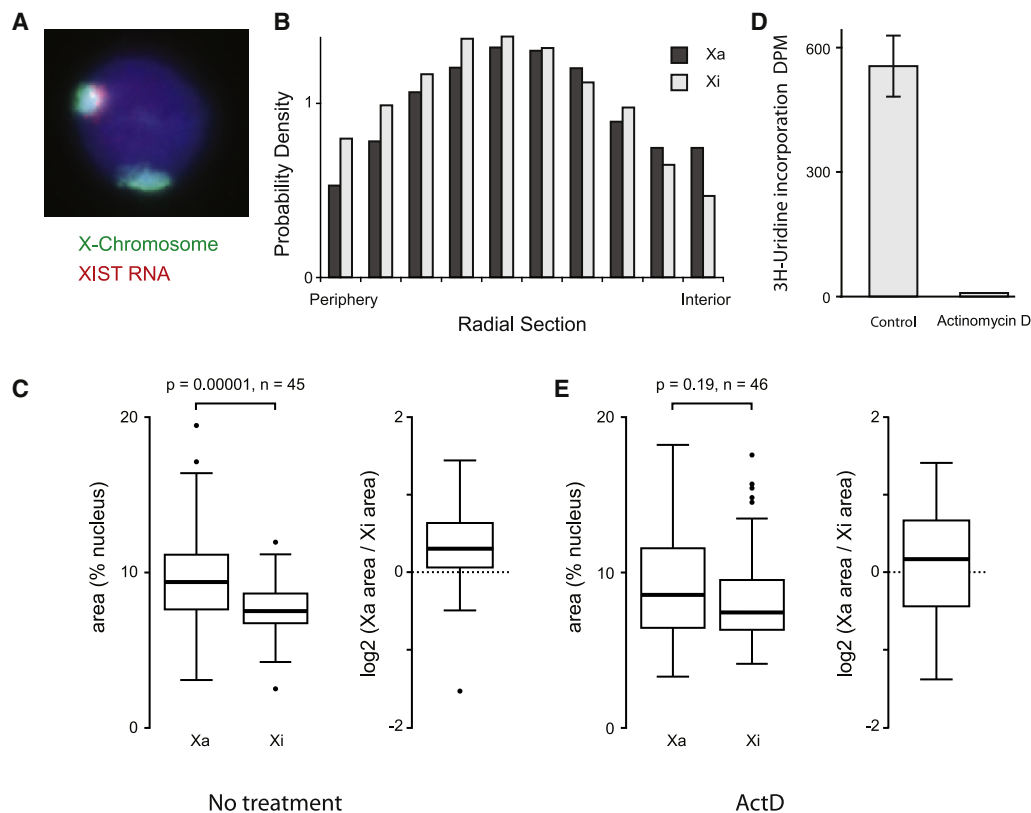 A
X-Chromosome
XIST RNA
B
Probability Density
1
0
Xa
Xi
Periphery
Interior
Radial Section
D
3H-Uridine incorporation DPM
600
300
0
Control
Actinomycin D
C
p = 0.00001, n = 45
area (% nucleus)
20
10
0
Xa
Xi
log2 (Xa area / Xi area)
2
0
-2
No treatment
E
p = 0.19, n = 46
area (% nucleus)
20
10
0
Xa
Xi
log2 (Xa area / Xi area)
2
0
-2
ActD